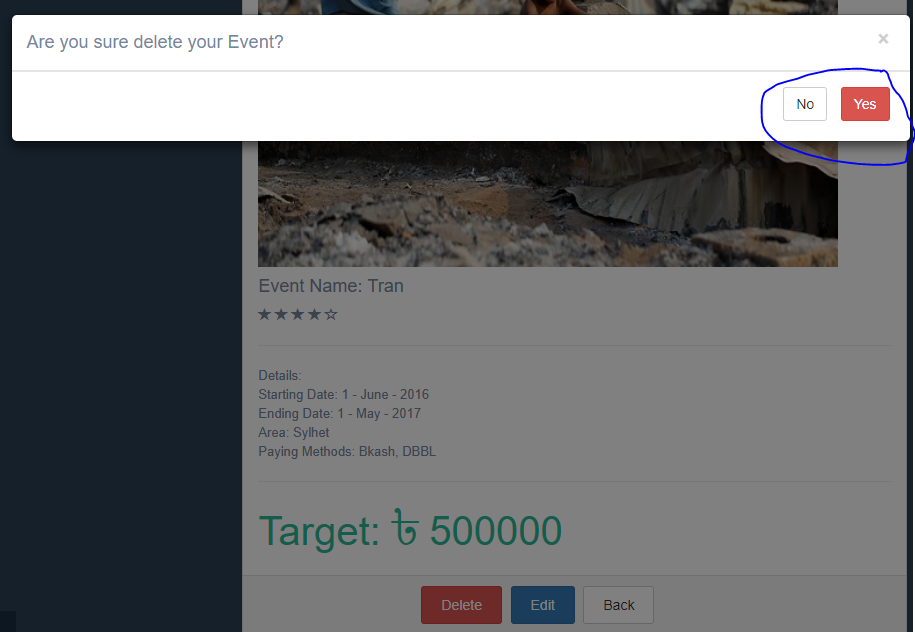 Are you sure delete your Event?
×
No Yes
Event Name: Tran
★★★★☆
Details:
Starting Date: 1 - June - 2016
Ending Date: 1 - May - 2017
Area: Sylhet
Paying Methods: Bkash, DBBL
Target: ৳ 500000
Delete Edit Back